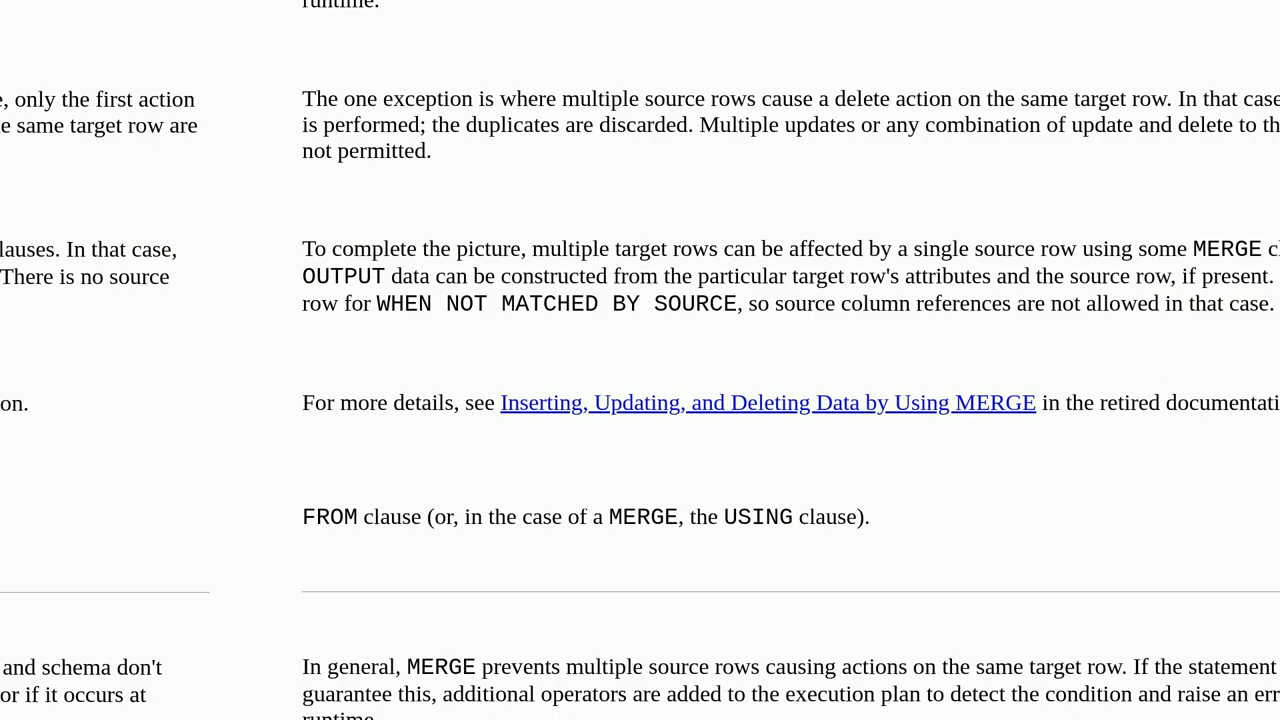 runtime.
e, only the first action
e same target row are
lauses. In that case,
There is no source
on.
and schema don't
or if it occurs at
The one exception is where multiple source rows cause a delete action on the same target row. In that case
is performed; the duplicates are discarded. Multiple updates or any combination of update and delete to th
not permitted.
To complete the picture, multiple target rows can be affected by a single source row using some MERGE cl
OUTPUT data can be constructed from the particular target row's attributes and the source row, if present.
row for WHEN NOT MATCHED BY SOURCE, so source column references are not allowed in that case.
For more details, see Inserting, Updating, and Deleting Data by Using MERGE in the retired documentati
FROM clause (or, in the case of a MERGE, the USING clause).
In general, MERGE prevents multiple source rows causing actions on the same target row. If the statement
guarantee this, additional operators are added to the execution plan to detect the condition and raise an err
runtime.